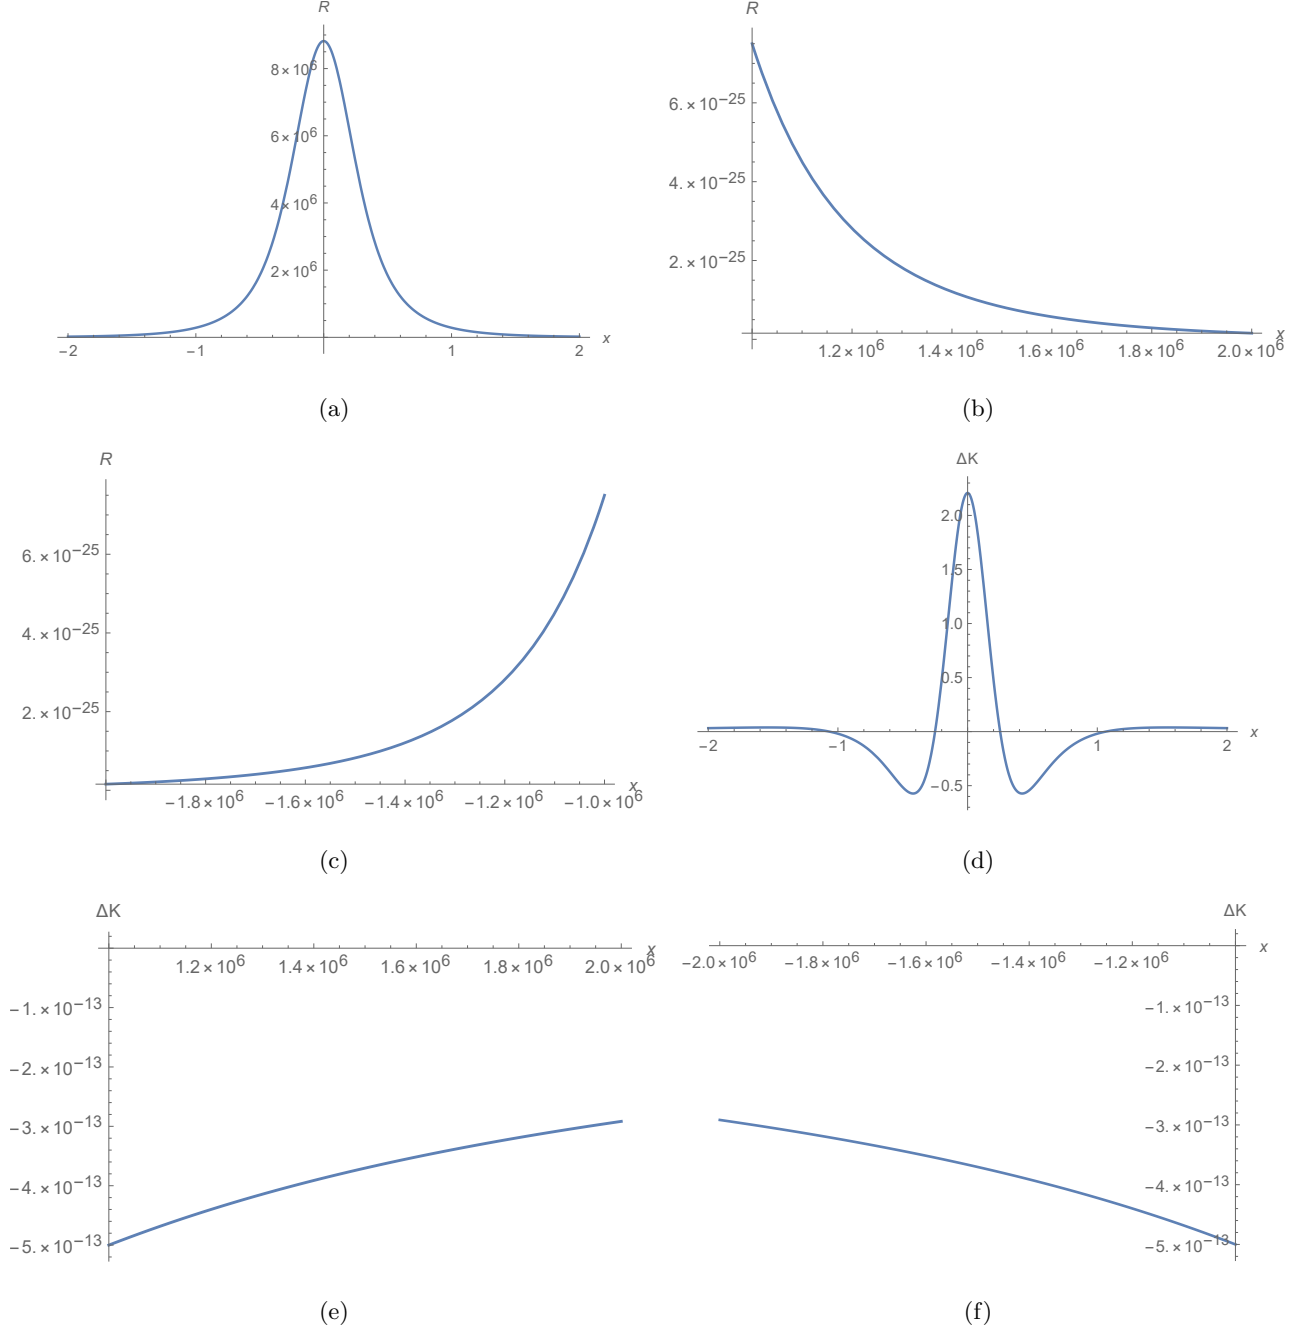 R
8×10⁶
6×10⁶
4×10⁶
2×10⁶
−2 −1 1 2 x
(a)
R
6.×10⁻²⁵
4.×10⁻²⁵
2.×10⁻²⁵
1.2×10⁶ 1.4×10⁶ 1.6×10⁶ 1.8×10⁶ 2.0×10⁶ x
(b)
R
6.×10⁻²⁵
4.×10⁻²⁵
2.×10⁻²⁵
−1.8×10⁶ −1.6×10⁶ −1.4×10⁶ −1.2×10⁶ −1.0×10⁶ x
(c)
ΔK
2.0
1.5
1.0
0.5
−2 −1 1 2 x
−0.5
(d)
ΔK
1.2×10⁶ 1.4×10⁶ 1.6×10⁶ 1.8×10⁶ 2.0×10⁶ x
−1.×10⁻¹³
−2.×10⁻¹³
−3.×10⁻¹³
−4.×10⁻¹³
−5.×10⁻¹³
(e)
ΔK
−2.0×10⁶ −1.8×10⁶ −1.6×10⁶ −1.4×10⁶ −1.2×10⁶ x
−1.×10⁻¹³
−2.×10⁻¹³
−3.×10⁻¹³
−4.×10⁻¹³
−5.×10⁻¹³
(f)